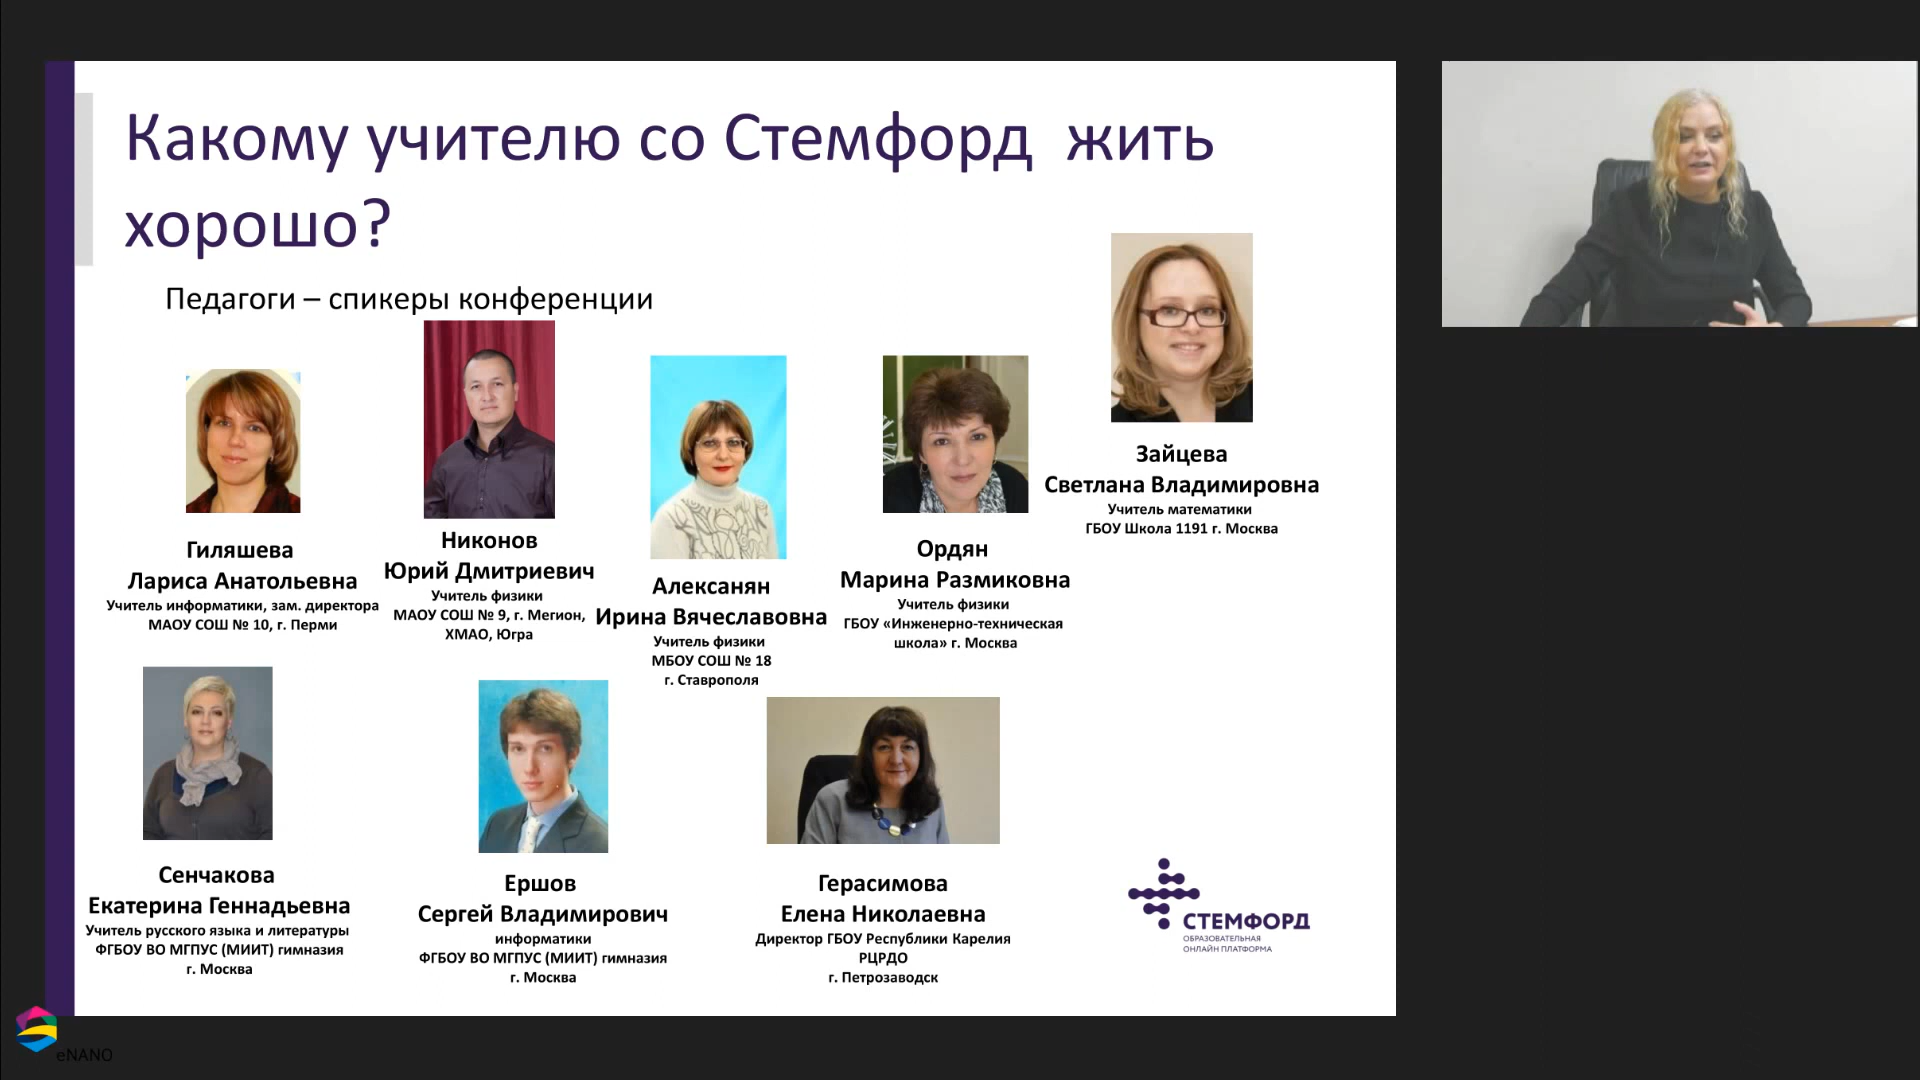 Какому учителю со Стемфорд жить
хорошо?
Педагоги – спикеры конференции
Зайцева
Светлана Владимировна
Учитель математики
ГБОУ Школа 1191 г. Москва
Гиляшева
Лариса Анатольевна
Учитель информатики, зам. директора
МАОУ СОШ № 10, г. Перми
Никонов
Юрий Дмитриевич
Учитель физики
МАОУ СОШ № 9, г. Мегион,
ХМАО, Югра
Алексанян
Ирина Вячеславовна
Учитель физики
МБОУ СОШ № 18
г. Ставрополя
Ордян
Марина Размиковна
Учитель физики
ГБОУ «Инженерно-техническая
школа» г. Москва
Сенчакова
Екатерина Геннадьевна
Учитель русского языка и литературы
ФГБОУ ВО МГПУС (МИИТ) гимназия
г. Москва
Ершов
Сергей Владимирович
информатики
ФГБОУ ВО МГПУС (МИИТ) гимназия
г. Москва
Герасимова
Елена Николаевна
Директор ГБОУ Республики Карелия
РЦРДО
г. Петрозаводск
СТЕМФОРД
ОБРАЗОВАТЕЛЬНАЯ
ОНЛАЙН ПЛАТФОРМА
eNANO